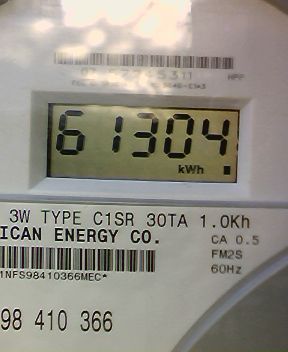 61304
kWh
3W TYPE C1SR 30TA 1.0Kh
ICAN ENERGY CO.
CA 0.5
FM2S
60Hz
1NFS98410366MEC*
98 410 366